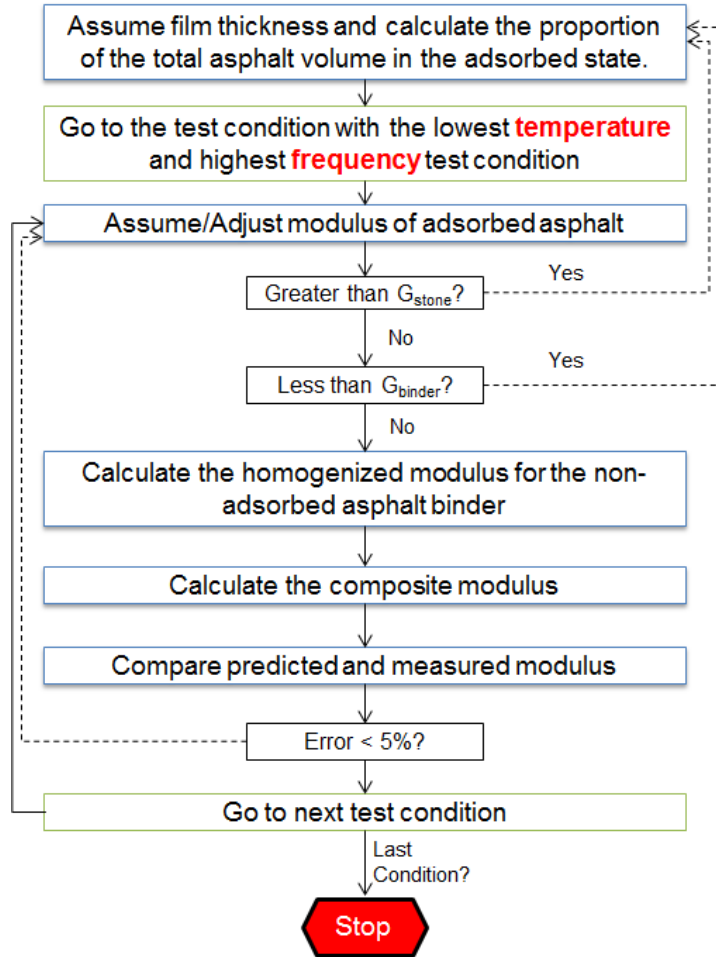 Assume film thickness and calculate the proportion
of the total asphalt volume in the adsorbed state.
Go to the test condition with the lowest temperature
and highest frequency test condition
Assume/Adjust modulus of adsorbed asphalt
Yes
Greater than Gstone?
No
Yes
Less than Gbinder?
No
Calculate the homogenized modulus for the non-
adsorbed asphalt binder
Calculate the composite modulus
Compare predicted and measured modulus
Error < 5%?
Go to next test condition
Last
Condition?
Stop